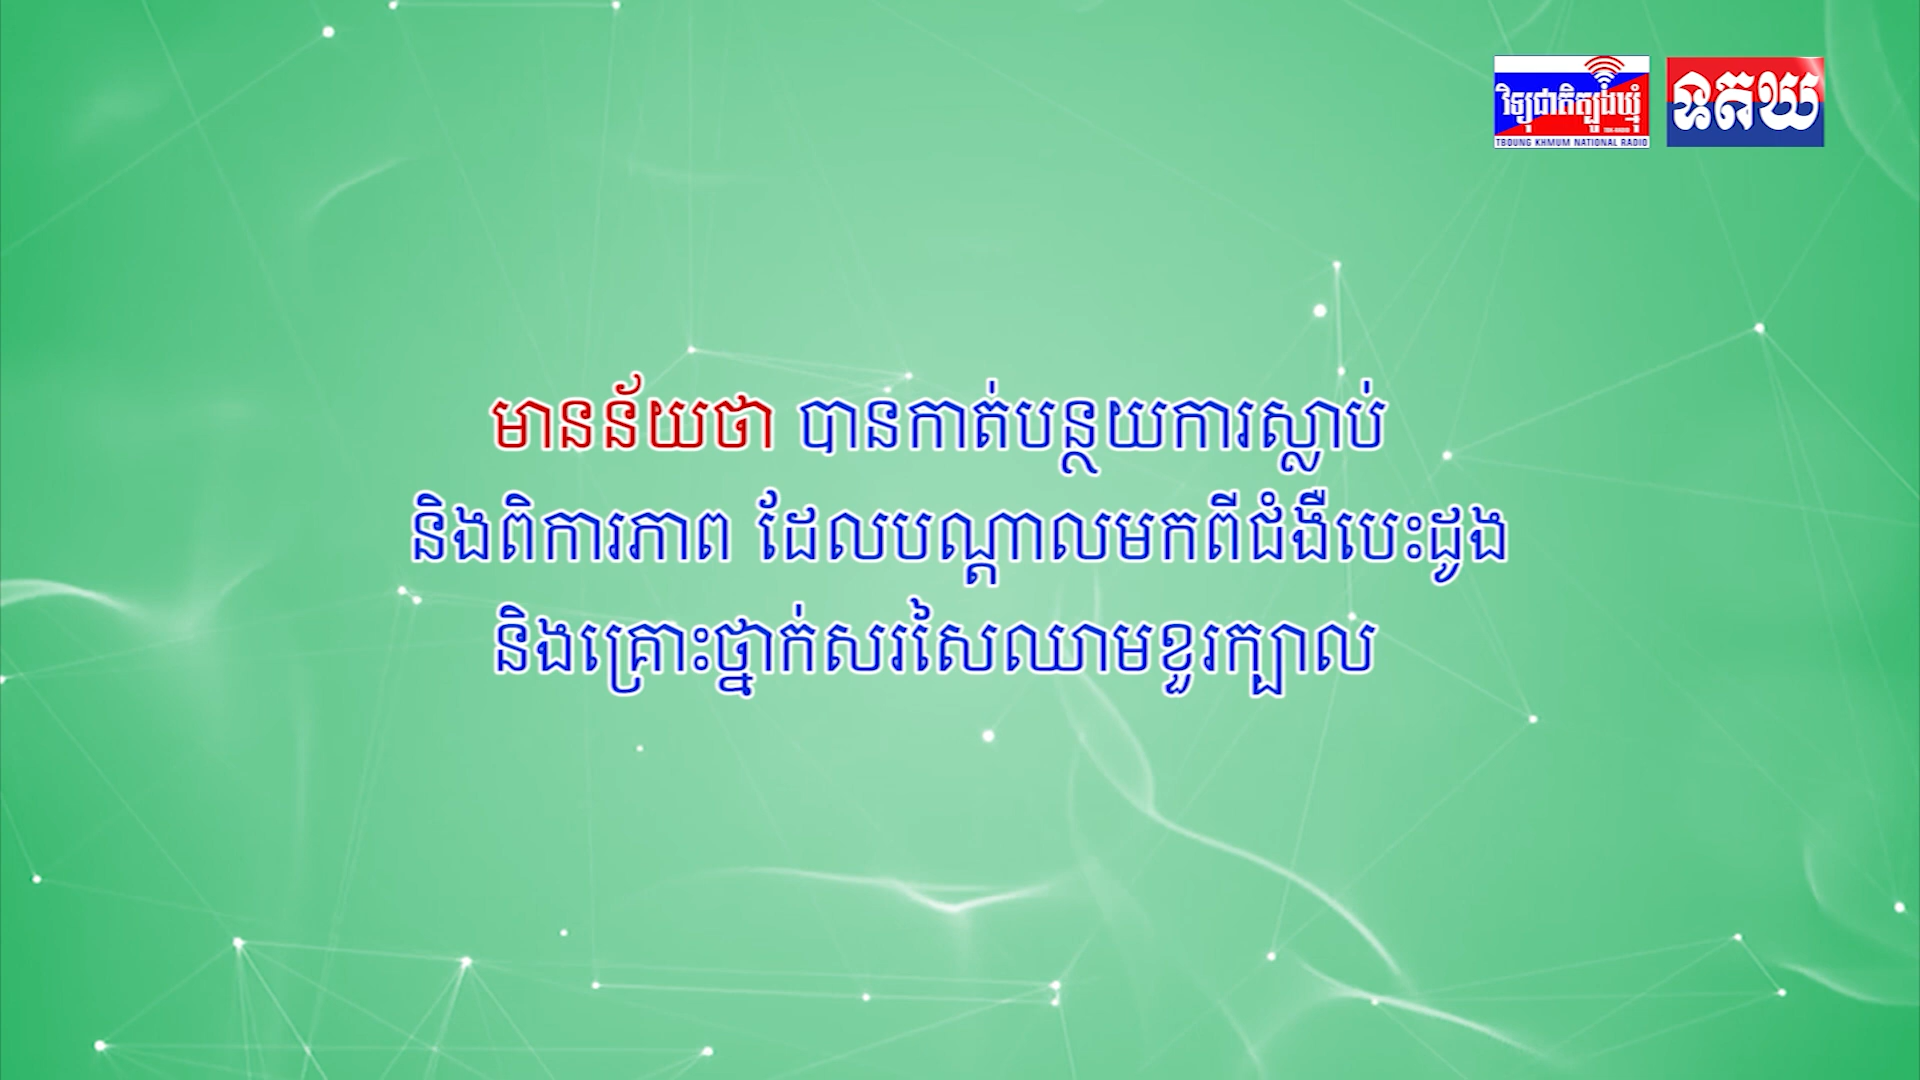 វិទ្យុជាតិត្បូងឃ្មុំ
TBK-RADIO
TBOUNG KHMUM NATIONAL RADIO
ទតឃ
មានន័យថា បានកាត់បន្ថយការស្លាប់
និងពិការភាព ដែលបណ្តាលមកពីជំងឺបេះដូង
និងគ្រោះថ្នាក់សរសៃឈាមខួរក្បាល